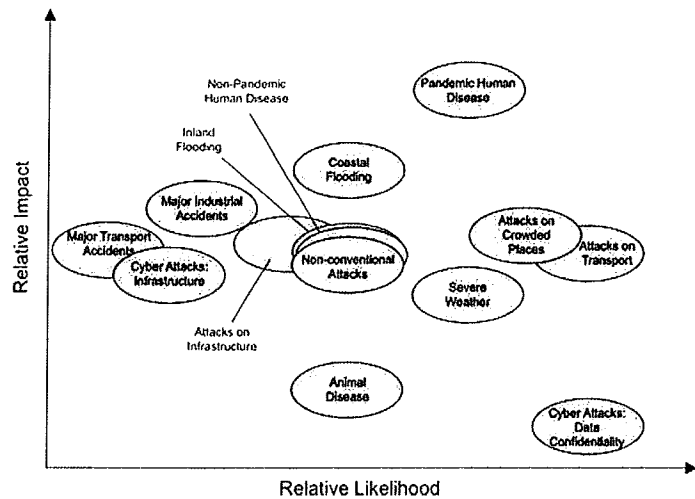 Pandemic Human
Disease
Non-Pandemic
Human Disease
Inland
Flooding
Coastal
Flooding
Major Industrial
Accidents
Major Transport
Accidents
Cyber Attacks:
Infrastructure
Non-conventional
Attacks
Attacks on
Crowded
Places
Attacks on
Transport
Severe
Weather
Attacks on
Infrastructure
Animal
Disease
Cyber Attacks:
Data
Confidentiality
Relative Impact
Relative Likelihood